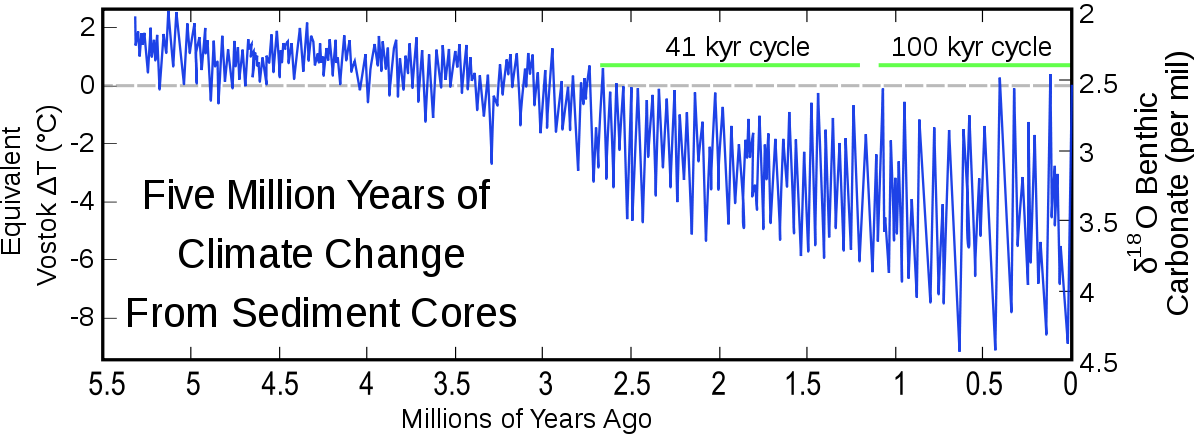 41 kyr cycle
100 kyr cycle
Five Million Years of
Climate Change
From Sediment Cores
Equivalent
Vostok ΔT (°C)
2
0
-2
-4
-6
-8
2
2.5
3
3.5
4
4.5
δ18 O Benthic
Carbonate (per mil)
5.5
5
4.5
4
3.5
3
2.5
2
1.5
1
0.5
0
Millions of Years Ago